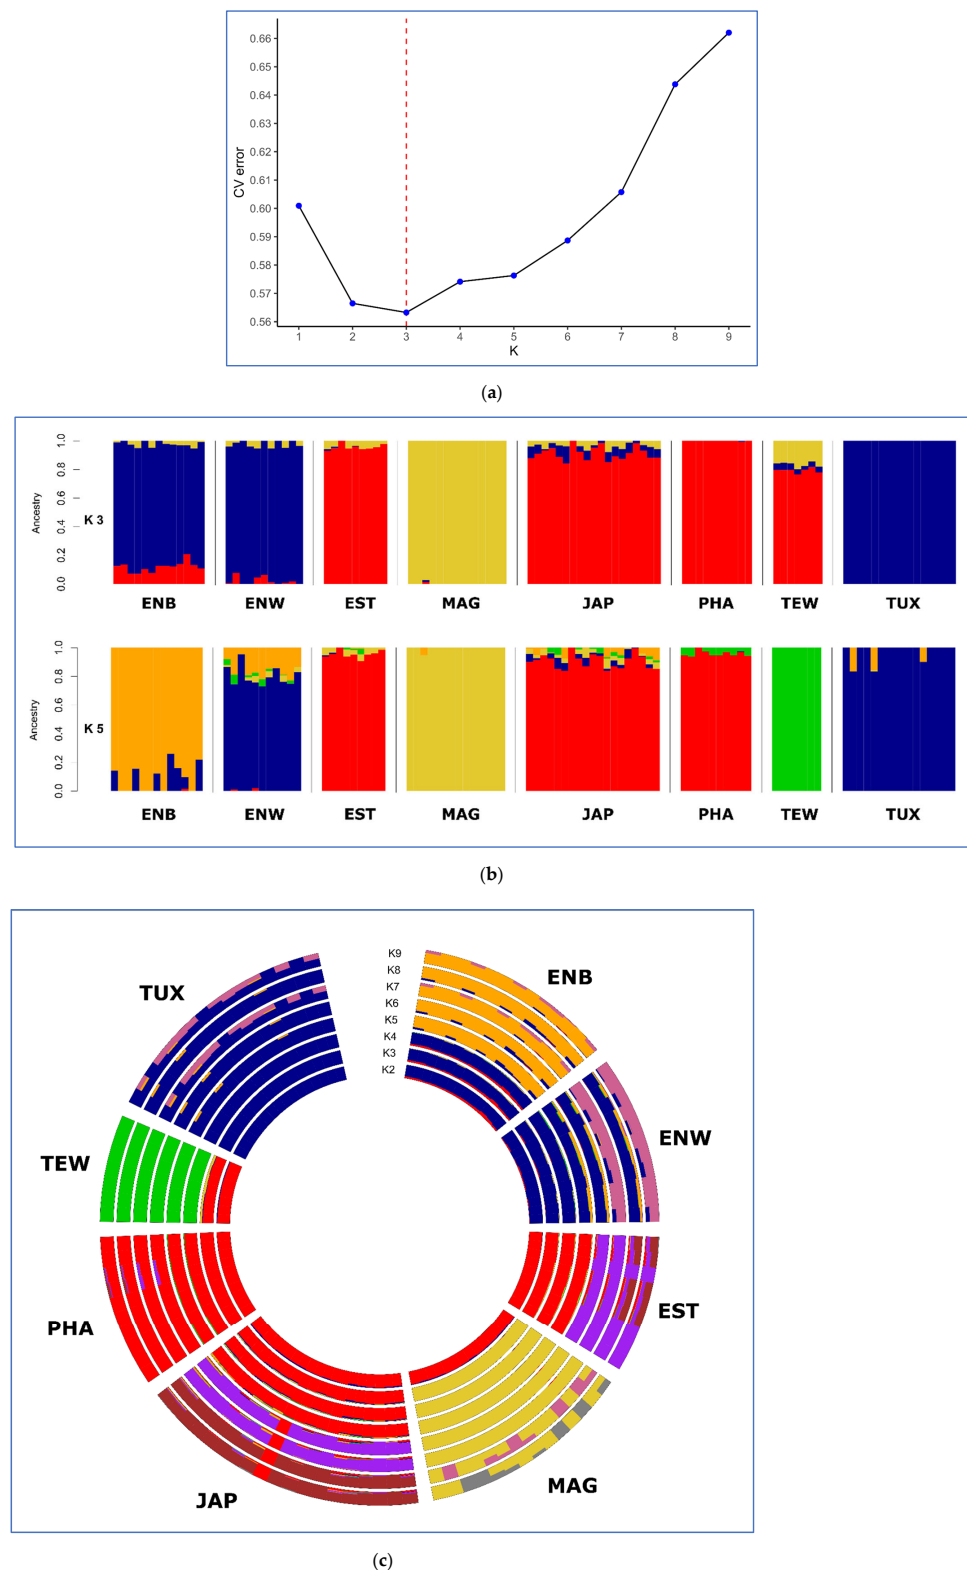 0.66
0.65
0.64
0.63
0.62
0.61
0.60
0.59
0.58
0.57
0.56
CV error
1 2 3 4 5 6 7 8 9
K
(a)
1.0
0.8
0.6
0.4
0.2
0.0
Ancestry
K 3
ENB ENW EST MAG JAP PHA TEW TUX
1.0
0.8
0.6
0.4
0.2
0.0
Ancestry
K 5
ENB ENW EST MAG JAP PHA TEW TUX
(b)
K9
K8
K7
K6
K5
K4
K3
K2
ENB
ENW
EST
MAG
JAP
PHA
TEW
TUX
(c)